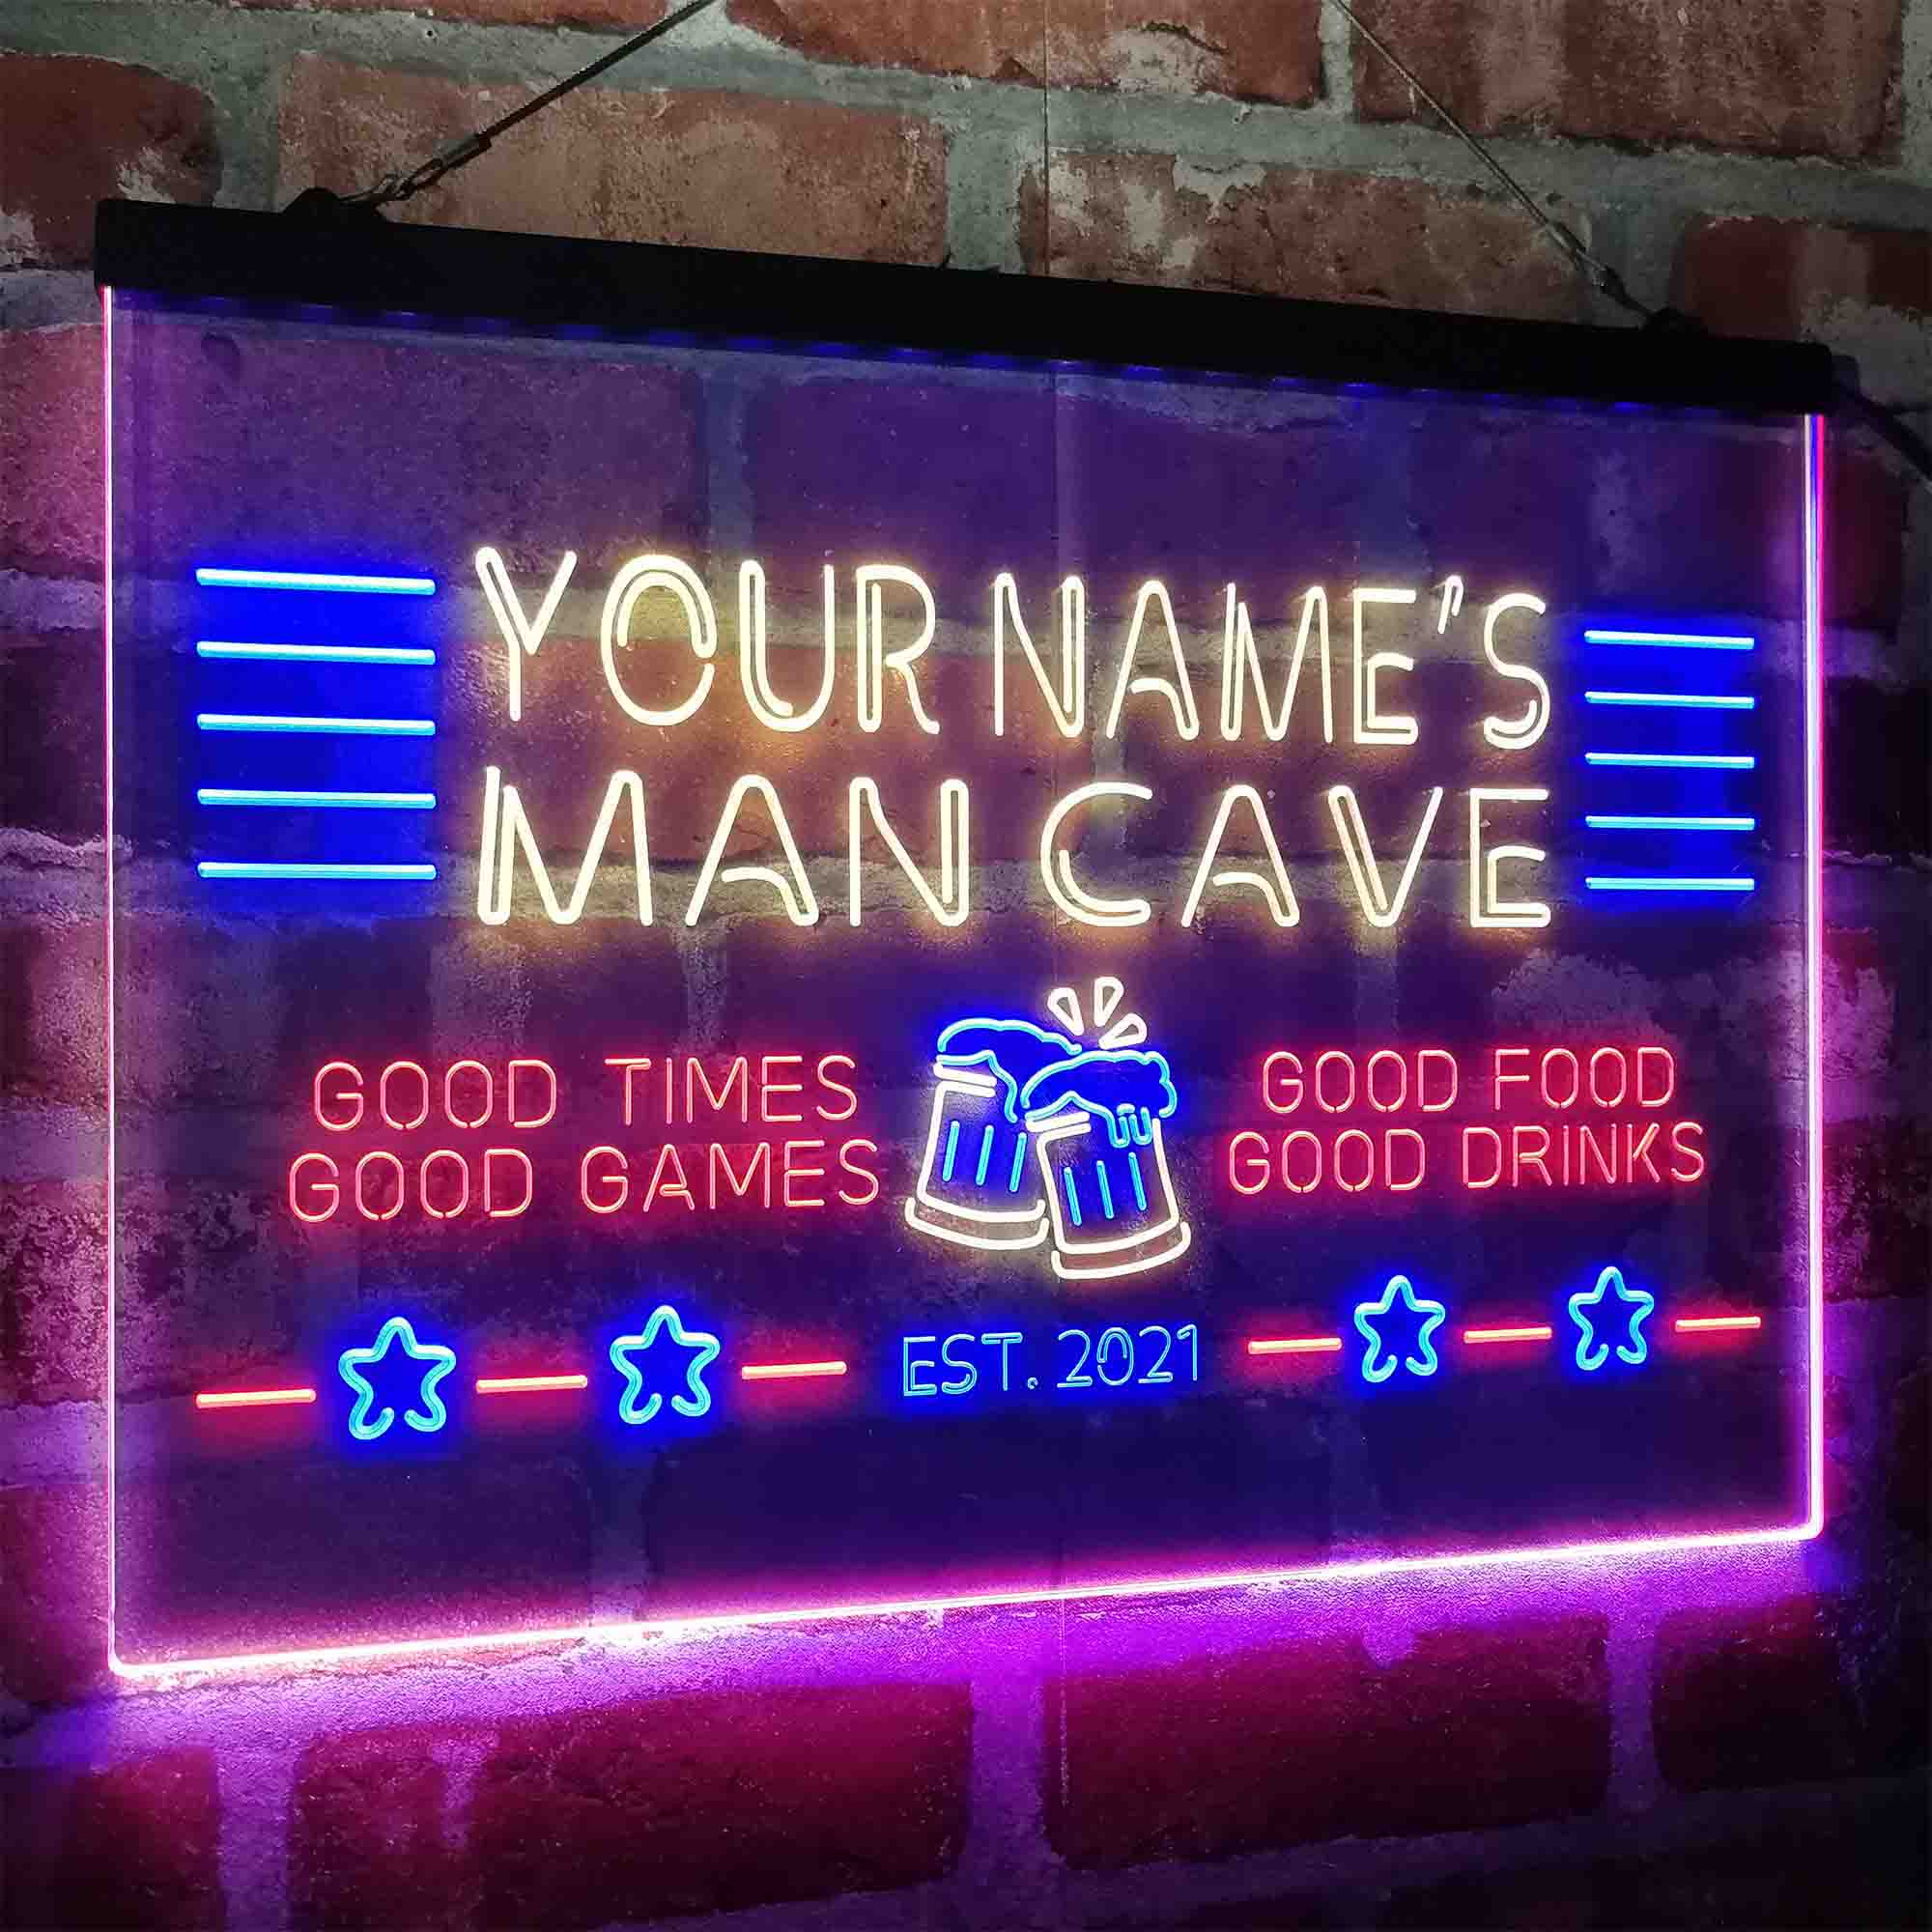 YOUR NAME'S
MAN CAVE
GOOD TIMES
GOOD GAMES
GOOD FOOD
GOOD DRINKS
EST. 2021